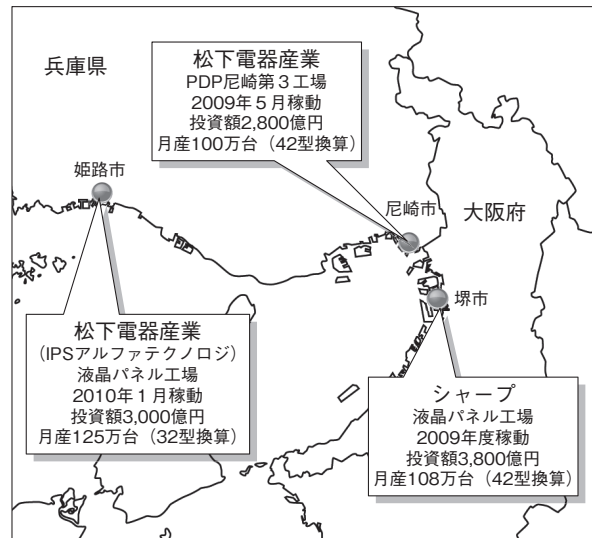 兵庫県
松下電器産業
PDP尼崎第3工場
2009年5月稼動
投資額2,800億円
月産100万台（42型換算）
姫路市
尼崎市
大阪府
堺市
松下電器産業
（IPSアルファテクノロジ）
液晶パネル工場
2010年1月稼動
投資額3,000億円
月産125万台（32型換算）
シャープ
液晶パネル工場
2009年度稼動
投資額3,800億円
月産108万台（42型換算）